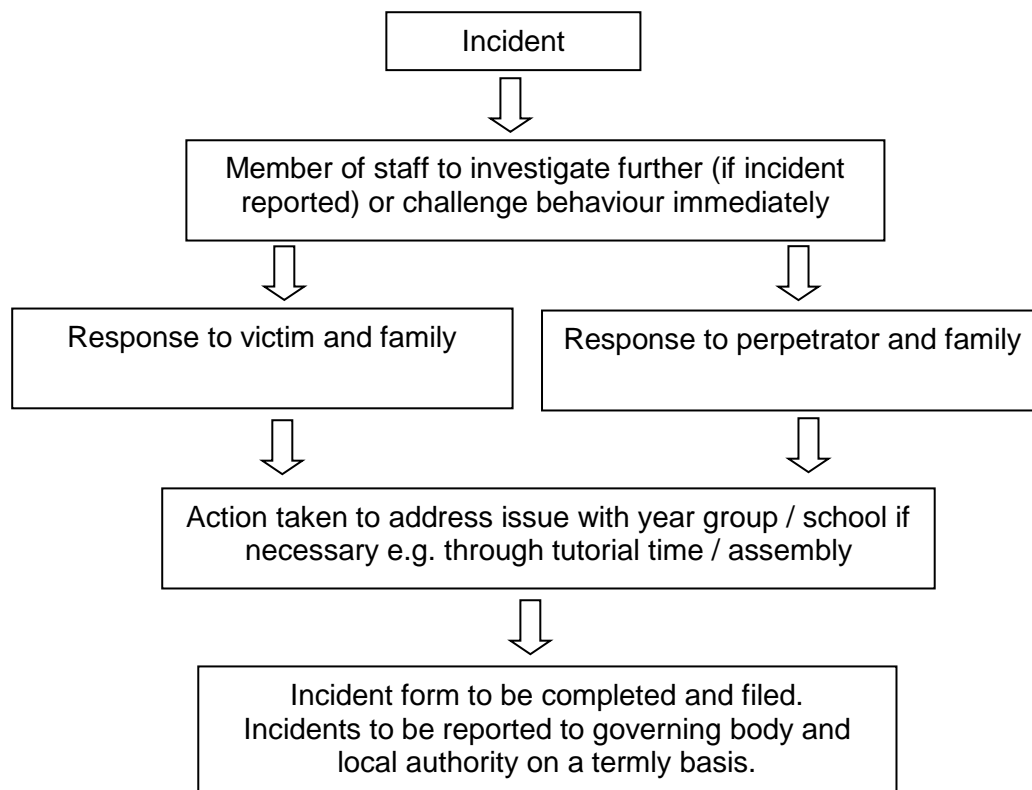 Incident
Member of staff to investigate further (if incident
reported) or challenge behaviour immediately
Response to victim and family
Response to perpetrator and family
Action taken to address issue with year group / school if
necessary e.g. through tutorial time / assembly
Incident form to be completed and filed.
Incidents to be reported to governing body and
local authority on a termly basis.